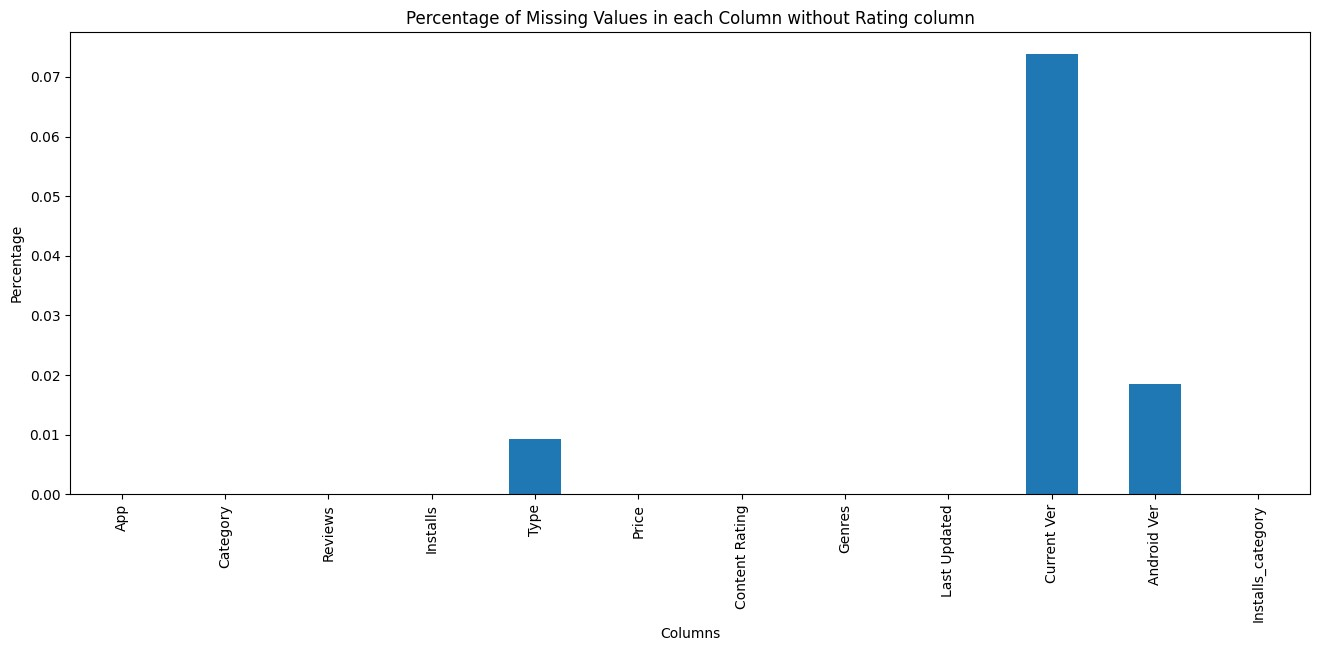 Percentage of Missing Values in each Column without Rating column
Percentage
0.07
0.06
0.05
0.04
0.03
0.02
0.01
0.00
App
Category
Reviews
Installs
Type
Price
Content Rating
Genres
Last Updated
Current Ver
Android Ver
Installs_category
Columns